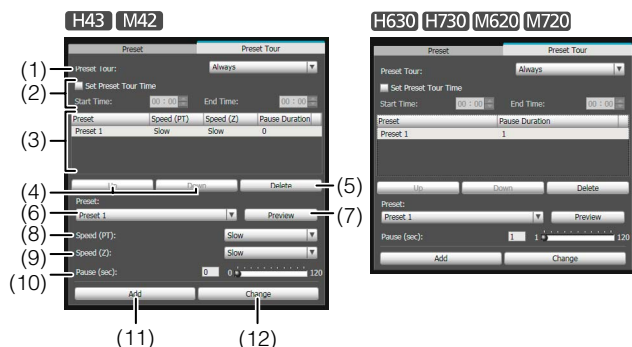 H43 M42
Preset Preset Tour
(1) Preset Tour: Always
(2) Set Preset Tour Time
Start Time: 00 : 00 End Time: 00 : 00
(3) Preset Speed (PT) Speed (Z) Pause Duration
Preset 1 Slow Slow 0
(4) Up Down Delete (5)
Preset:
(6) Preset 1 Preview (7)
(8) Speed (PT): Slow
(9) Speed (Z): Slow
(10) Pause (sec): 0 0 120
Add Change
(11) (12)
H630 H730 M620 M720
Preset Preset Tour
Preset Tour: Always
Set Preset Tour Time
Start Time: 00 : 00 End Time: 00 : 00
Preset Pause Duration
Preset 1 1
Up Down Delete
Preset:
Preset 1 Preview
Pause (sec): 1 1 120
Add Change